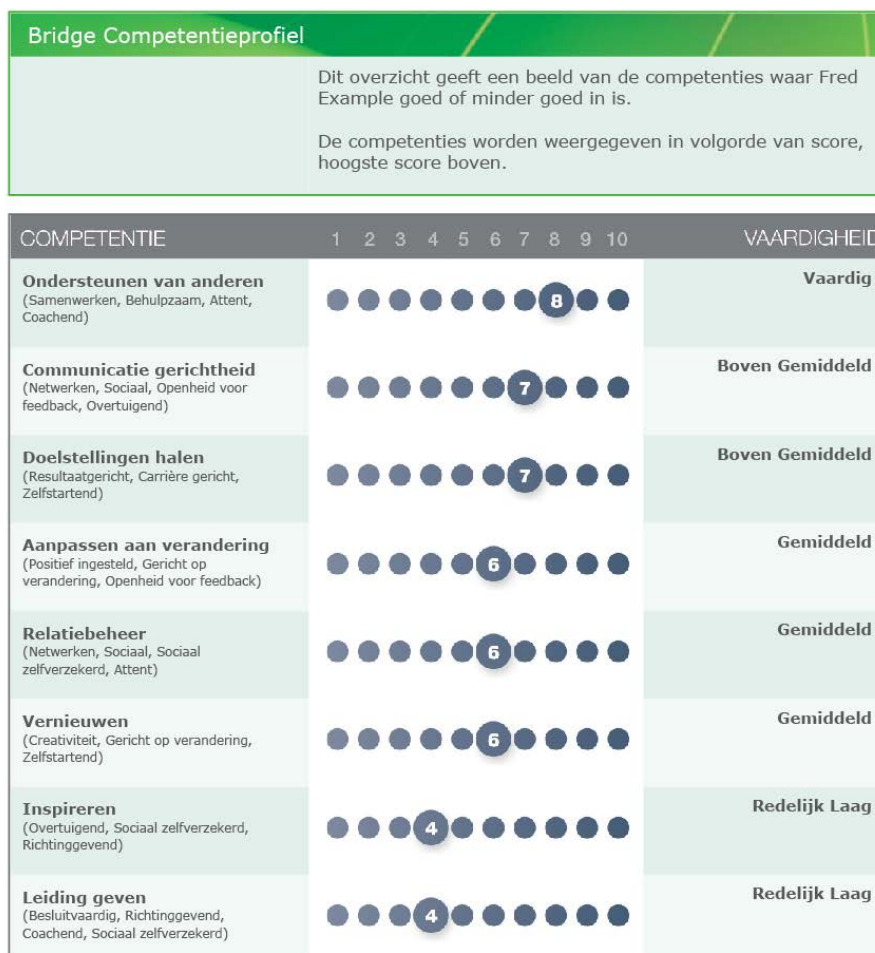 Bridge Competentieprofiel
Dit overzicht geeft een beeld van de competenties waar Fred
Example goed of minder goed in is.
De competenties worden weergegeven in volgorde van score,
hoogste score boven.
COMPETENTIE 1 2 3 4 5 6 7 8 9 10 VAARDIGHEID
Ondersteunen van anderen
(Samenwerken, Behulpzaam, Attent,
Coachend)
8
Vaardig
Communicatie gerichtheid
(Netwerken, Sociaal, Openheid voor
feedback, Overtuigend)
7
Boven Gemiddeld
Doelstellingen halen
(Resultaatgericht, Carrière gericht,
Zelfstartend)
7
Boven Gemiddeld
Aanpassen aan verandering
(Positief ingesteld, Gericht op
verandering, Openheid voor feedback)
6
Gemiddeld
Relatiebeheer
(Netwerken, Sociaal, Sociaal
zelfverzekerd, Attent)
6
Gemiddeld
Vernieuwen
(Creativiteit, Gericht op verandering,
Zelfstartend)
6
Gemiddeld
Inspireren
(Overtuigend, Sociaal zelfverzekerd,
Richtinggevend)
4
Redelijk Laag
Leiding geven
(Besluitvaardig, Richtinggevend,
Coachend, Sociaal zelfverzekerd)
4
Redelijk Laag